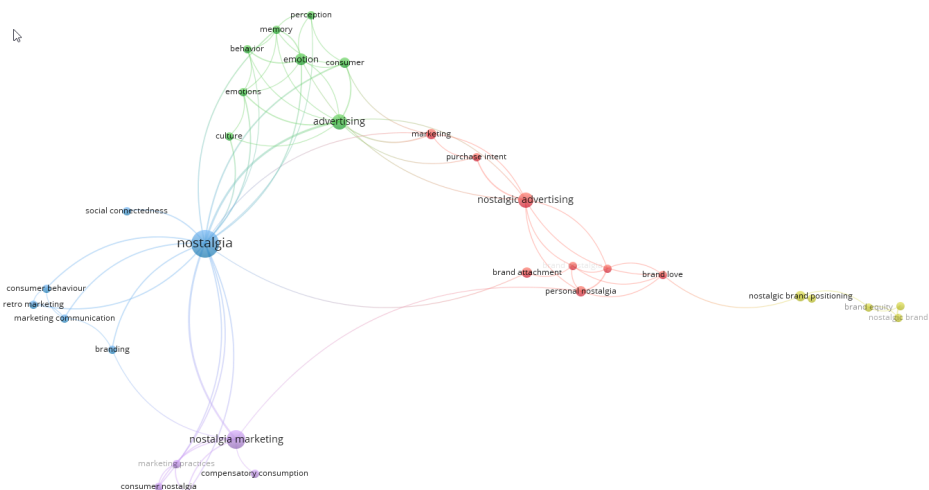 perception
memory
behavior
emotion
consumer
emotions
advertising
culture
marketing
purchase intent
nostalgic advertising
social connectedness
nostalgia
brand attachment
brand love
consumer behaviour
personal nostalgia
nostalgic brand positioning
retro marketing
brand equity
marketing communication
nostalgic brand
branding
nostalgia marketing
marketing practices
compensatory consumption
consumer nostalgia